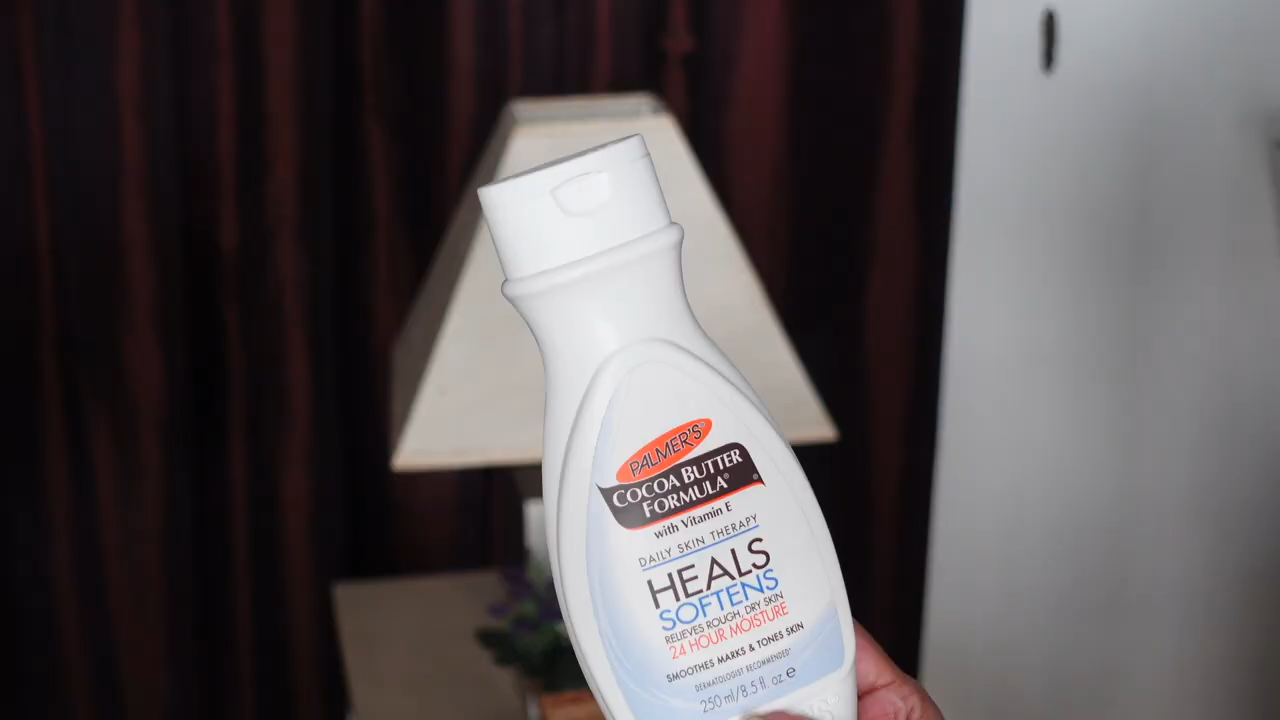 PALMER'S®
COCOA BUTTER
FORMULA®
with Vitamin E
DAILY SKIN THERAPY
HEALS
SOFTENS
RELIEVES ROUGH, DRY SKIN
24 HOUR MOISTURE
SMOOTHES MARKS & TONES SKIN
DERMATOLOGIST RECOMMENDED*
250 ml/8.5 fl. oz e